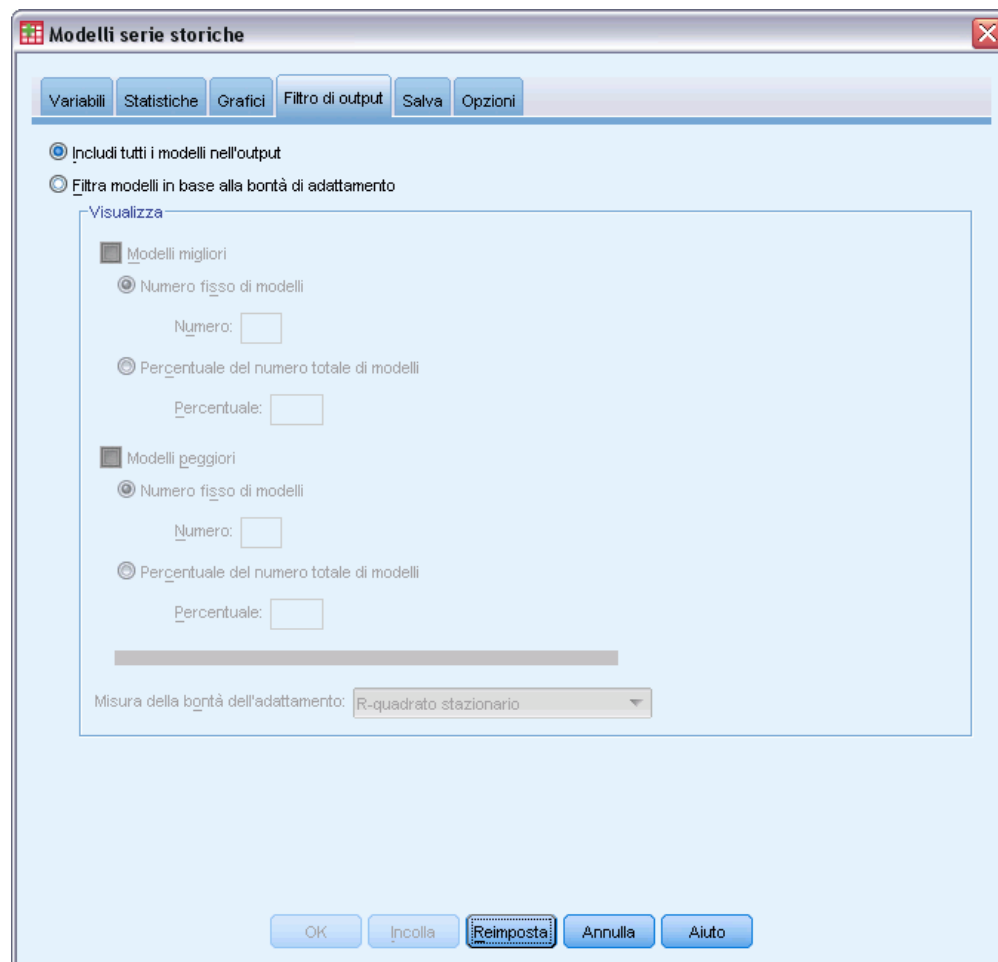 Modelli serie storiche
Variabili Statistiche Grafici Filtro di output Salva Opzioni
Includi tutti i modelli nell'output
Filtra modelli in base alla bontà di adattamento
Visualizza
Modelli migliori
Numero fisso di modelli
Numero:
Percentuale del numero totale di modelli
Percentuale:
Modelli peggiori
Numero fisso di modelli
Numero:
Percentuale del numero totale di modelli
Percentuale:
Misura della bontà dell'adattamento: R-quadrato stazionario
OK Incolla Reimposta Annulla Aiuto